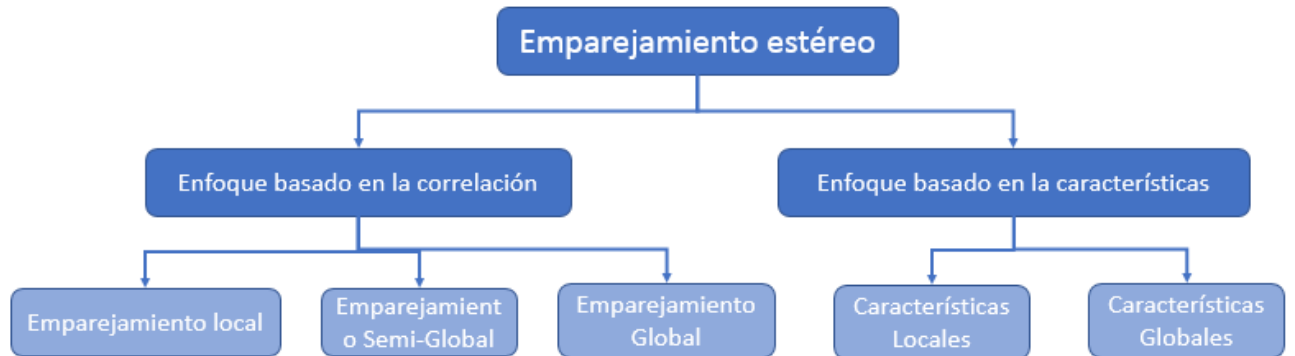 Emparejamiento estéreo
Enfoque basado en la correlación
Enfoque basado en la características
Emparejamiento local
Emparejamient
o Semi-Global
Emparejamiento
Global
Características
Locales
Características
Globales